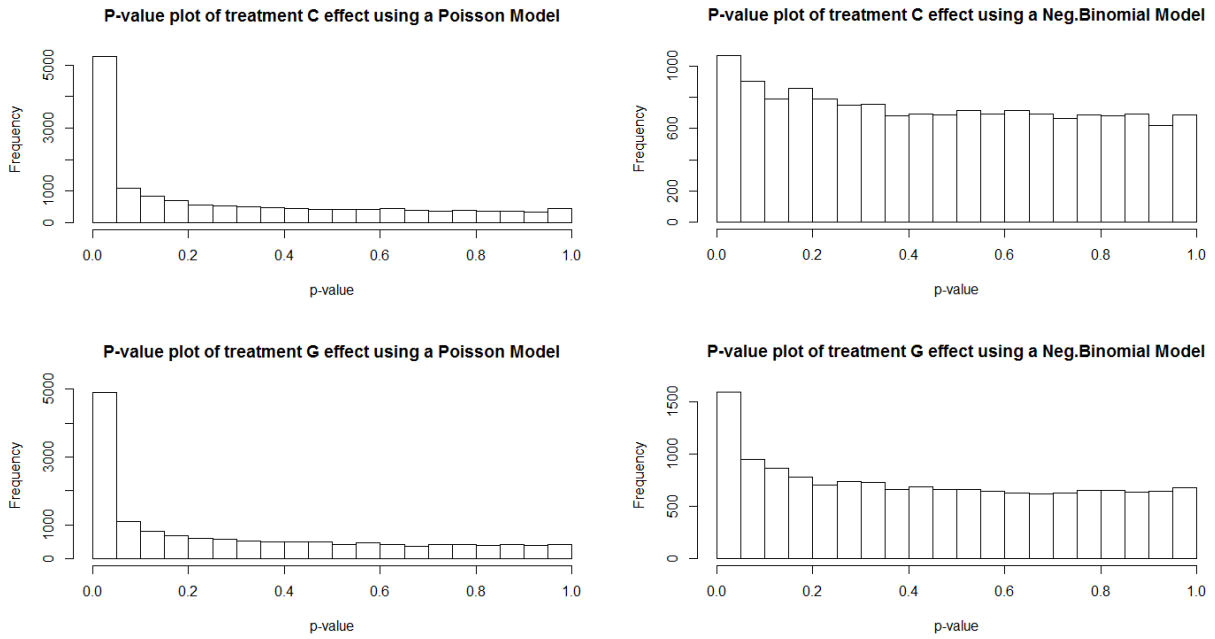 P-value plot of treatment C effect using a Poisson Model
Frequency
0 1000 3000 5000
0.0 0.2 0.4 0.6 0.8 1.0
p-value
P-value plot of treatment C effect using a Neg.Binomial Model
Frequency
0 200 600 1000
0.0 0.2 0.4 0.6 0.8 1.0
p-value
P-value plot of treatment G effect using a Poisson Model
Frequency
0 1000 3000 5000
0.0 0.2 0.4 0.6 0.8 1.0
p-value
P-value plot of treatment G effect using a Neg.Binomial Model
Frequency
0 500 1000 1500
0.0 0.2 0.4 0.6 0.8 1.0
p-value